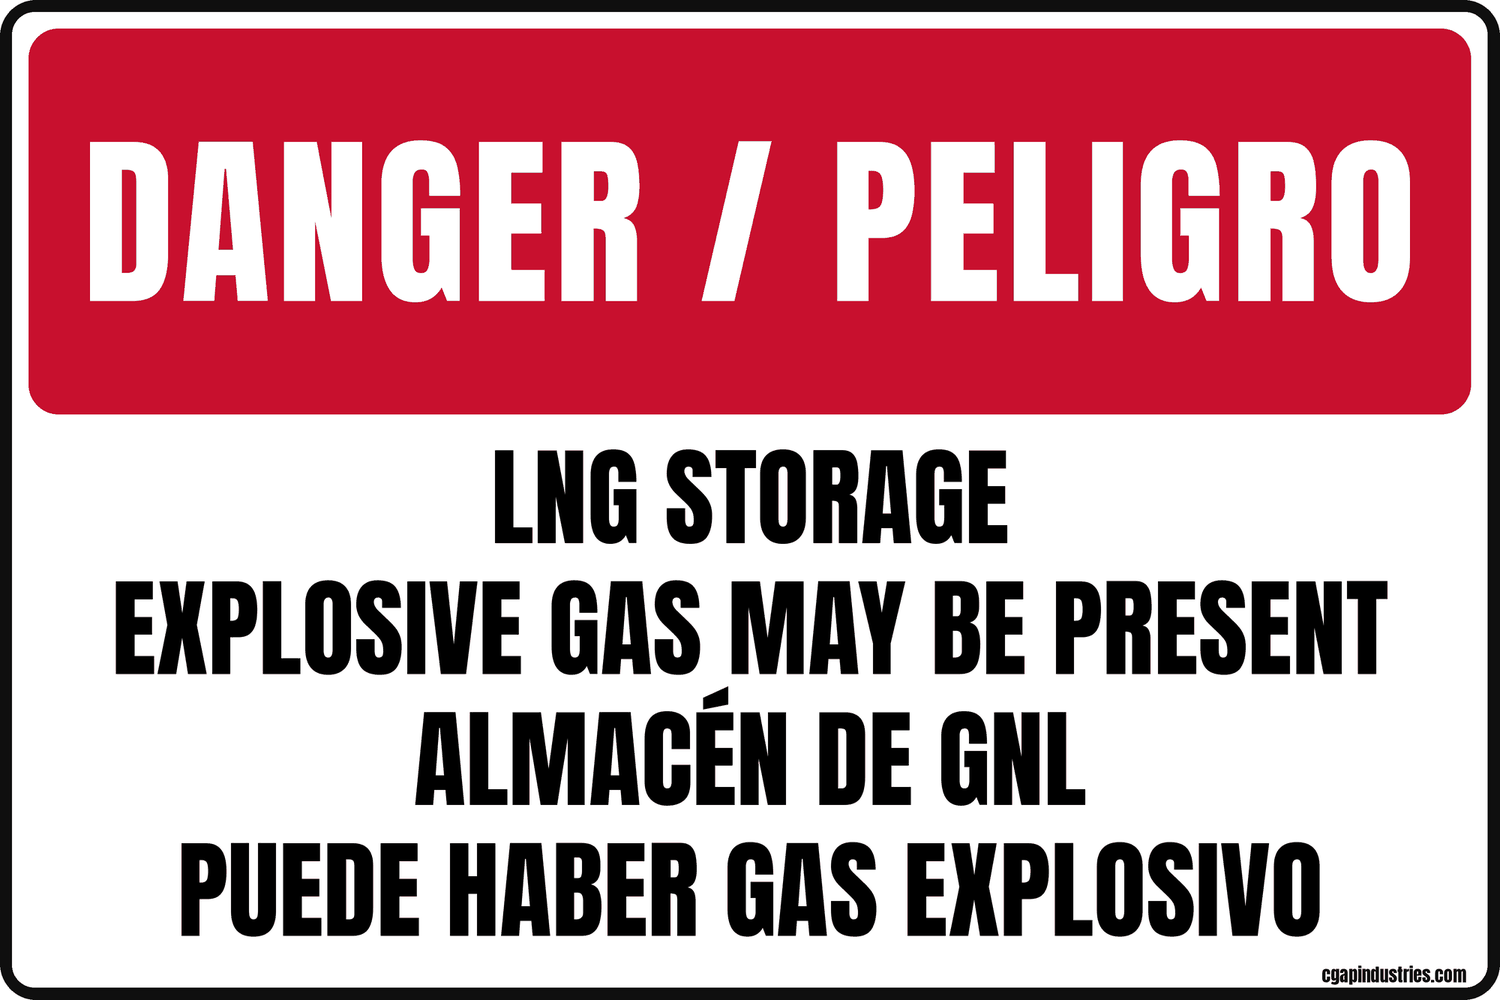 DANGER / PELIGRO
LNG STORAGE
EXPLOSIVE GAS MAY BE PRESENT
ALMACÉN DE GNL
PUEDE HABER GAS EXPLOSIVO
cgapindustries.com